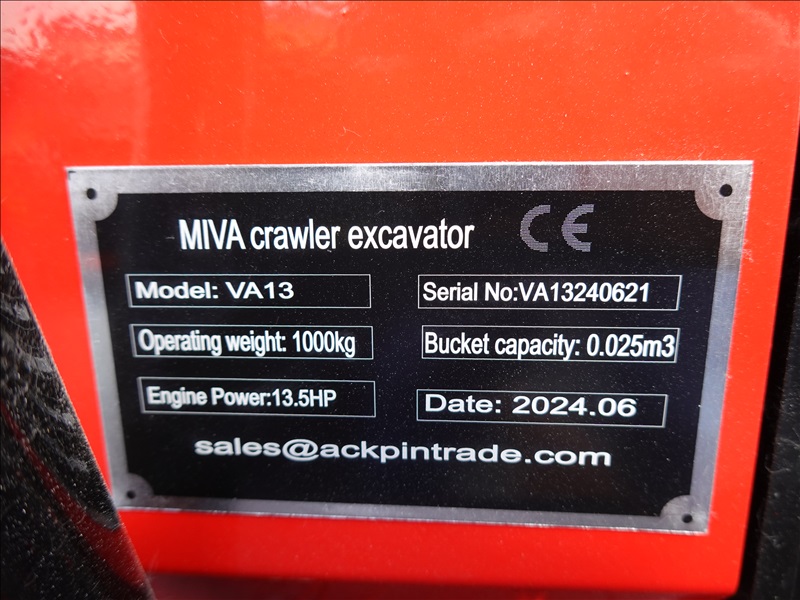 MIVA crawler excavator CE
Model: VA13
Serial No:VA13240621
Operating weight: 1000kg
Bucket capacity: 0.025m3
Engine Power:13.5HP
Date: 2024.06
sales@ackpintrade.com